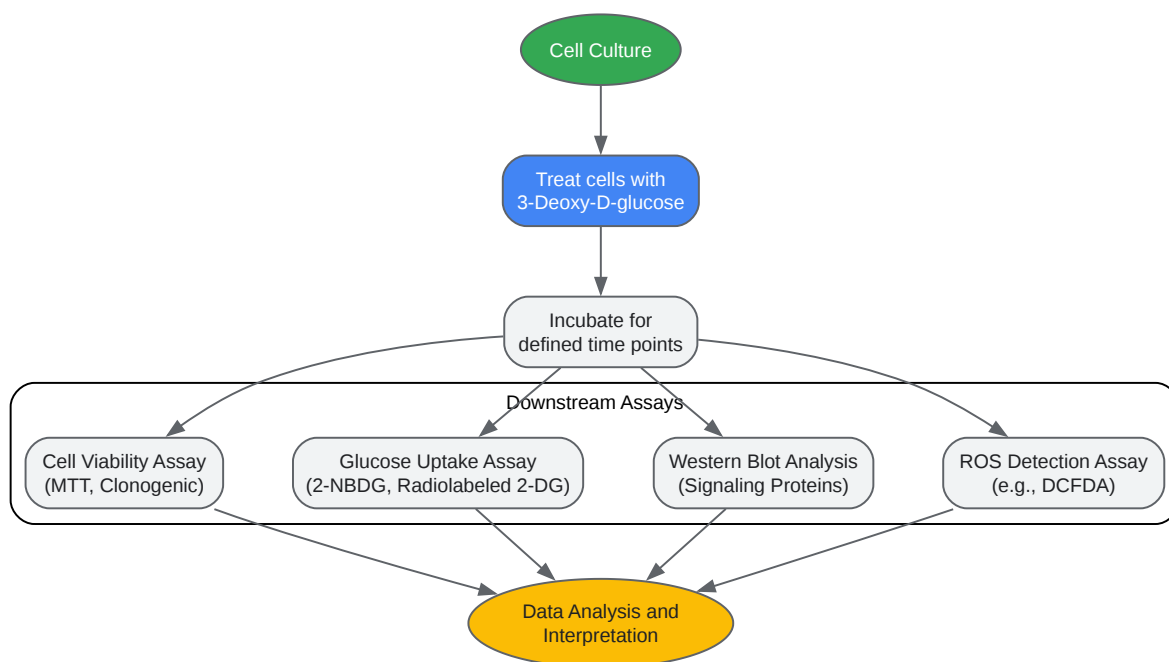 Cell Culture
Treat cells with
3-Deoxy-D-glucose
Incubate for
defined time points
Downstream Assays
Cell Viability Assay
(MTT, Clonogenic)
Glucose Uptake Assay
(2-NBDG, Radiolabeled 2-DG)
Western Blot Analysis
(Signaling Proteins)
ROS Detection Assay
(e.g., DCFDA)
Data Analysis and
Interpretation